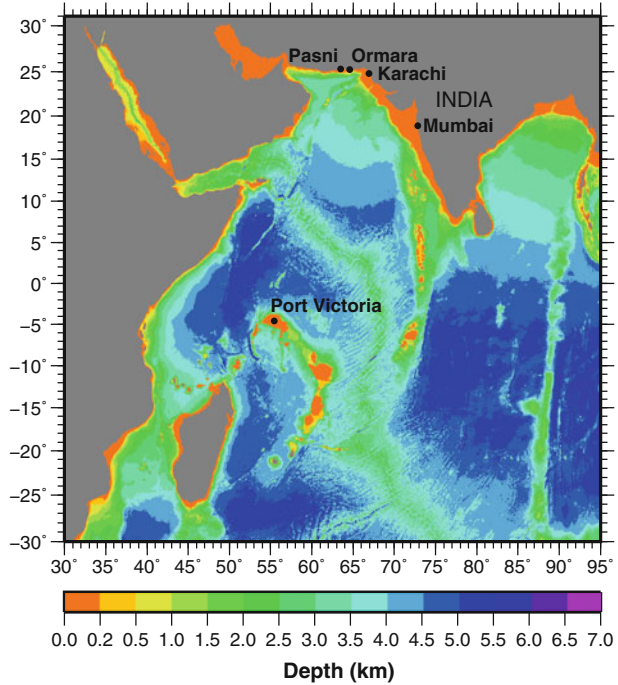 30˚
25˚
20˚
15˚
10˚
5˚
0˚
−5˚
−10˚
−15˚
−20˚
−25˚
−30˚
Pasni Ormara
Karachi
INDIA
Mumbai
Port Victoria
30˚ 35˚ 40˚ 45˚ 50˚ 55˚ 60˚ 65˚ 70˚ 75˚ 80˚ 85˚ 90˚ 95˚
0.0 0.2 0.5 1.0 1.5 2.0 2.5 3.0 3.5 4.0 4.5 5.0 5.5 6.0 6.5 7.0
Depth (km)